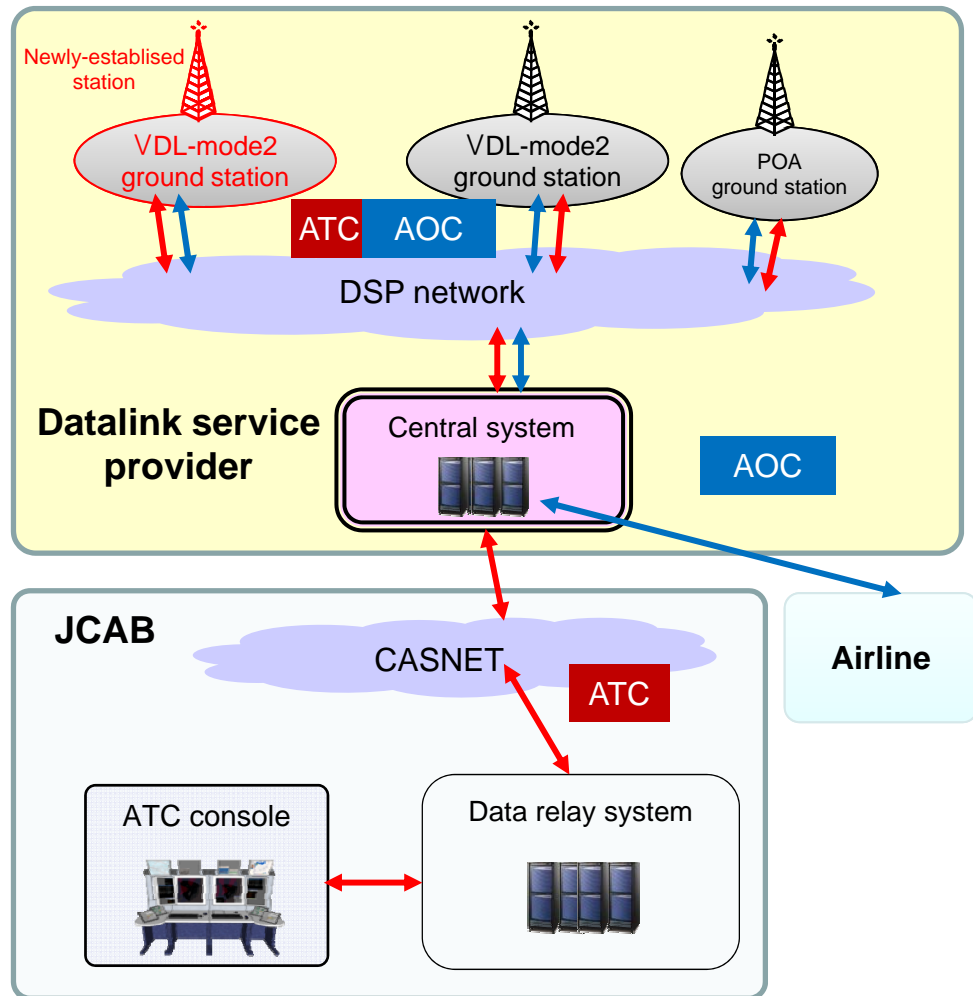 Newly-establised
station
VDL-mode2
ground station
VDL-mode2
ground station
POA
ground station
ATC
AOC
DSP network
Datalink service
provider
Central system
AOC
JCAB
CASNET
ATC
Airline
ATC console
Data relay system